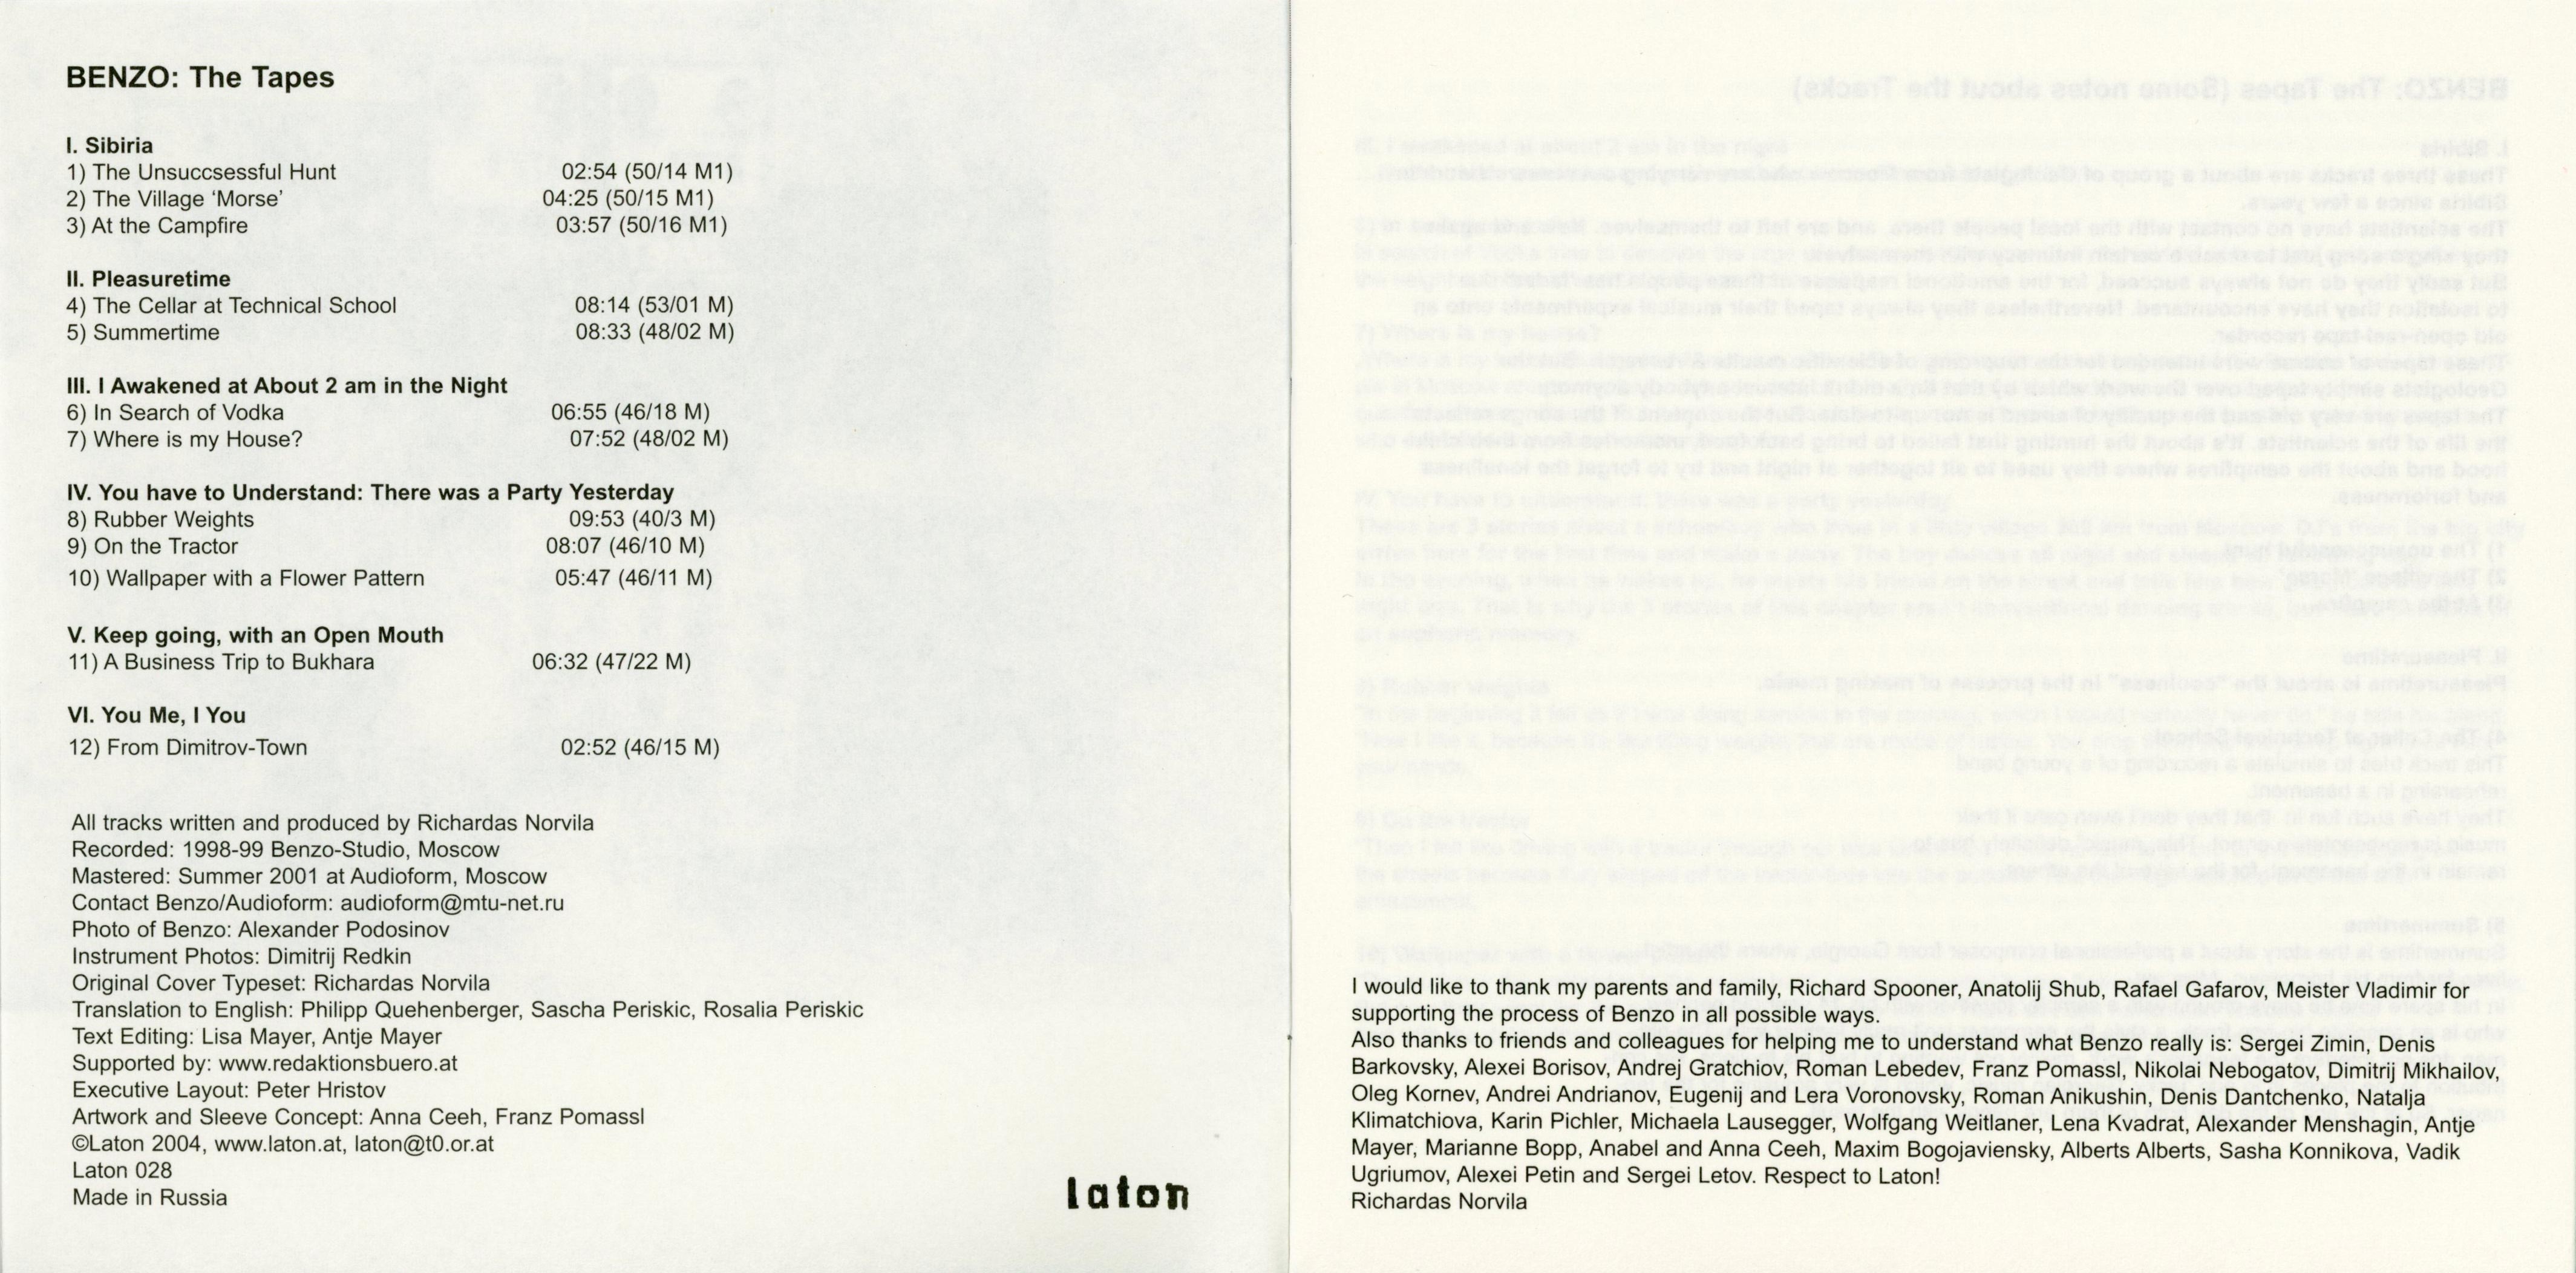 BENZO: The Tapes
I. Sibiria
1) The Unsuccsessful Hunt 02:54 (50/14 M1)
2) The Village ‘Morse’ 04:25 (50/15 M1)
3) At the Campfire 03:57 (50/16 M1)
II. Pleasuretime
4) The Cellar at Technical School 08:14 (53/01 M)
5) Summertime 08:33 (48/02 M)
III. I Awakened at About 2 am in the Night
6) In Search of Vodka 06:55 (46/18 M)
7) Where is my House? 07:52 (48/02 M)
IV. You have to Understand: There was a Party Yesterday
8) Rubber Weights 09:53 (40/3 M)
9) On the Tractor 08:07 (46/10 M)
10) Wallpaper with a Flower Pattern 05:47 (46/11 M)
V. Keep going, with an Open Mouth
11) A Business Trip to Bukhara 06:32 (47/22 M)
VI. You Me, I You
12) From Dimitrov-Town 02:52 (46/15 M)
All tracks written and produced by Richardas Norvila
Recorded: 1998-99 Benzo-Studio, Moscow
Mastered: Summer 2001 at Audioform, Moscow
Contact Benzo/Audioform: audioform@mtu-net.ru
Photo of Benzo: Alexander Podosinov
Instrument Photos: Dimitrij Redkin
Original Cover Typeset: Richardas Norvila
Translation to English: Philipp Quehenberger, Sascha Periskic, Rosalia Periskic
Text Editing: Lisa Mayer, Antje Mayer
Supported by: www.redaktionsbuero.at
Executive Layout: Peter Hristov
Artwork and Sleeve Concept: Anna Ceeh, Franz Pomassl
©Laton 2004, www.laton.at, laton@t0.or.at
Laton 028
Made in Russia
laton
I would like to thank my parents and family, Richard Spooner, Anatolij Shub, Rafael Gafarov, Meister Vladimir for
supporting the process of Benzo in all possible ways.
Also thanks to friends and colleagues for helping me to understand what Benzo really is: Sergei Zimin, Denis
Barkovsky, Alexei Borisov, Andrej Gratchiov, Roman Lebedev, Franz Pomassl, Nikolai Nebogatov, Dimitrij Mikhailov,
Oleg Kornev, Andrei Andrianov, Eugenij and Lera Voronovsky, Roman Anikushin, Denis Dantchenko, Natalja
Klimatchiova, Karin Pichler, Michaela Lausegger, Wolfgang Weitlaner, Lena Kvadrat, Alexander Menshagin, Antje
Mayer, Marianne Bopp, Anabel and Anna Ceeh, Maxim Bogojaviensky, Alberts Alberts, Sasha Konnikova, Vadik
Ugriumov, Alexei Petin and Sergei Letov. Respect to Laton!
Richardas Norvila